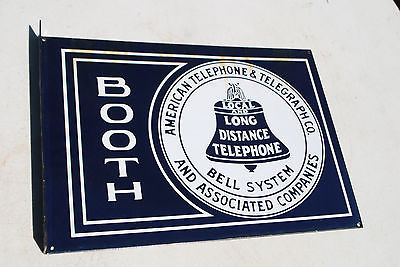 BOOTH
AMERICAN TELEPHONE & TELEGRAPH CO.
LOCAL
AND
LONG
DISTANCE
TELEPHONE
BELL SYSTEM
AND ASSOCIATED COMPANIES